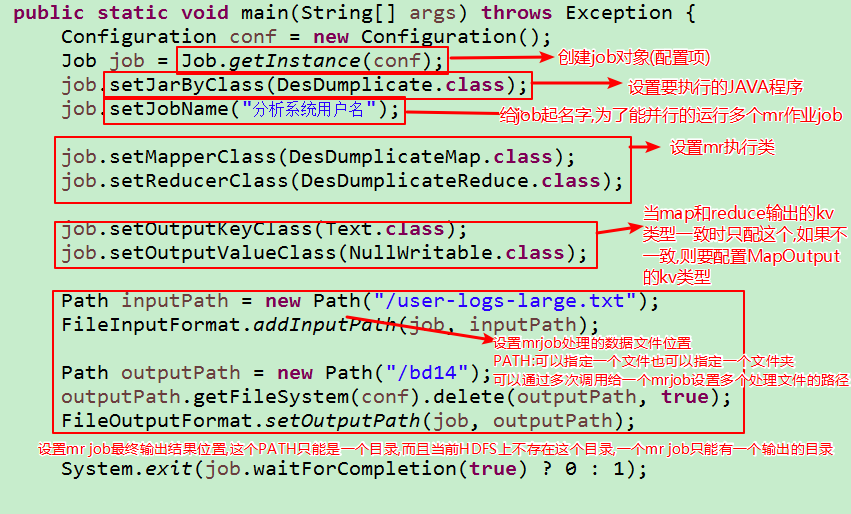 public static void main(String[] args) throws Exception {
Configuration conf = new Configuration();
Job job = Job.getInstance(conf);
创建job对象(配置项)
job.setJarByClass(DesDumplicate.class);
设置要执行的JAVA程序
job.setJobName("分析系统用户名");
给job起名字,为了能并行的运行多个mr作业job
job.setMapperClass(DesDumplicateMap.class);
设置mr执行类
job.setReducerClass(DesDumplicateReduce.class);
job.setOutputKeyClass(Text.class);
job.setOutputValueClass(NullWritable.class);
当map和reduce输出的kv
类型一致时只配这个,如果不
一致,则要配置MapOutput
的kv类型
Path inputPath = new Path("/user-logs-large.txt");
FileInputFormat.addInputPath(job, inputPath);
设置mrjob处理的数据文件位置
PATH:可以指定一个文件也可以指定一个文件夹
可以通过多次调用给一个mrjob设置多个处理文件的路径
Path outputPath = new Path("/bd14");
outputPath.getFileSystem(conf).delete(outputPath, true);
FileOutputFormat.setOutputPath(job, outputPath);
设置mr job最终输出结果位置,这个PATH只能是一个目录,而且当前HDFS上不存在这个目录,一个mr job只能有一个输出的目录
System.exit(job.waitForCompletion(true) ? 0 : 1);